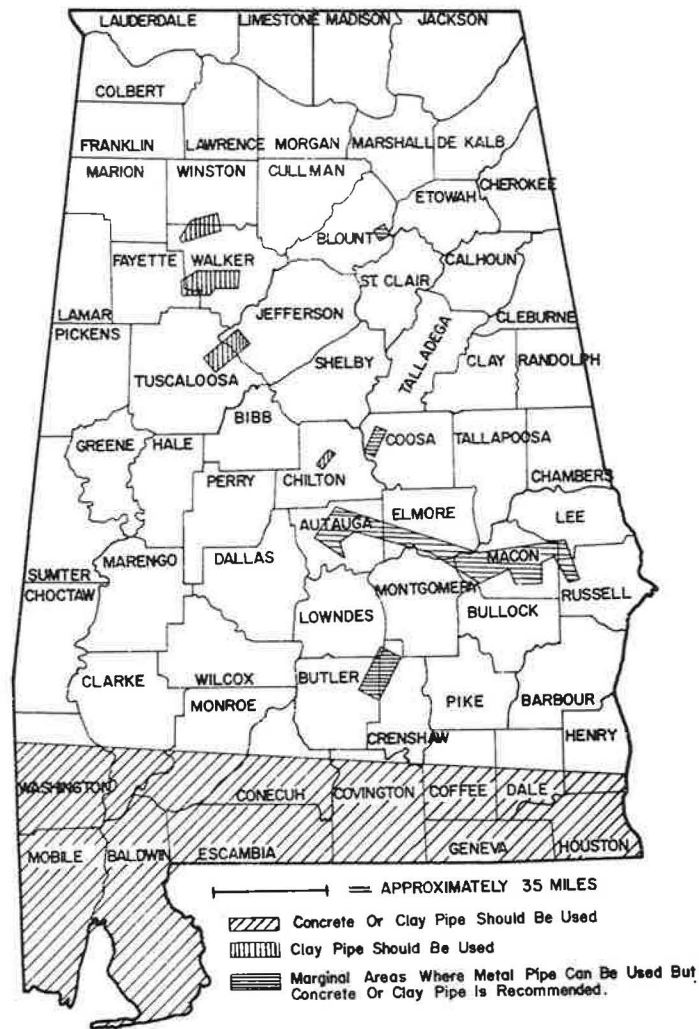 LAUDERDALE
LIMESTONE MADISON JACKSON
COLBERT
FRANKLIN LAWRENCE MORGAN MARSHALL DE KALB
MARION WINSTON CULLMAN CHEROKEE
ETOWAH
BLOUNT
FAYETTE WALKER CALHOUN
ST. CLAIR
LAMAR JEFFERSON CLEBURNE
PICKENS
SHELBY TALLADEGA CLAY RANDOLPH
TUSCALOOSA
BIBB
GREENE HALE COOSA TALLAPOOSA
PERRY CHILTON CHAMBERS
AUTAUGA ELMORE LEE
MARENGO DALLAS MACON
SUMTER MONTGOMERY RUSSELL
CHOCTAW LOWNDES BULLOCK
CLARKE WILCOX BUTLER
MONROE PIKE BARBOUR
CRENSHAW HENRY
WASHINGTON CONECUH COVINGTON COFFEE DALE
MOBILE BALDWIN ESCAMBIA GENEVA HOUSTON
= APPROXIMATELY 35 MILES
Concrete Or Clay Pipe Should Be Used
Clay Pipe Should Be Used
Marginal Areas Where Metal Pipe Can Be Used But
Concrete Or Clay Pipe Is Recommended.